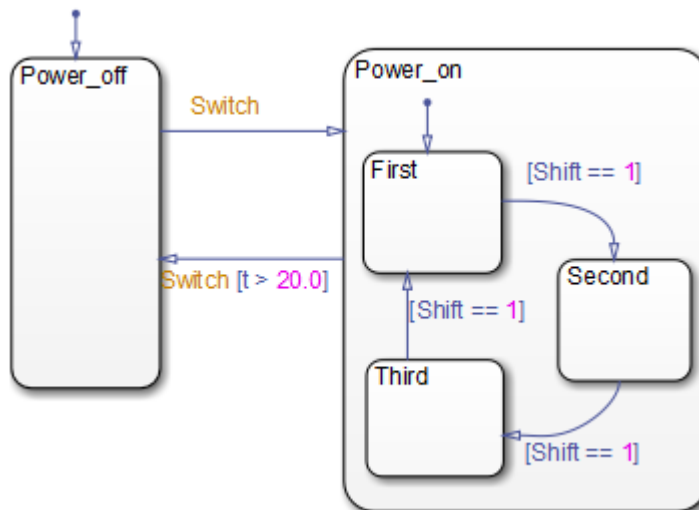 Power_off
Power_on
Switch
First
[Shift == 1]
Second
Switch [t > 20.0]
[Shift == 1]
Third
[Shift == 1]